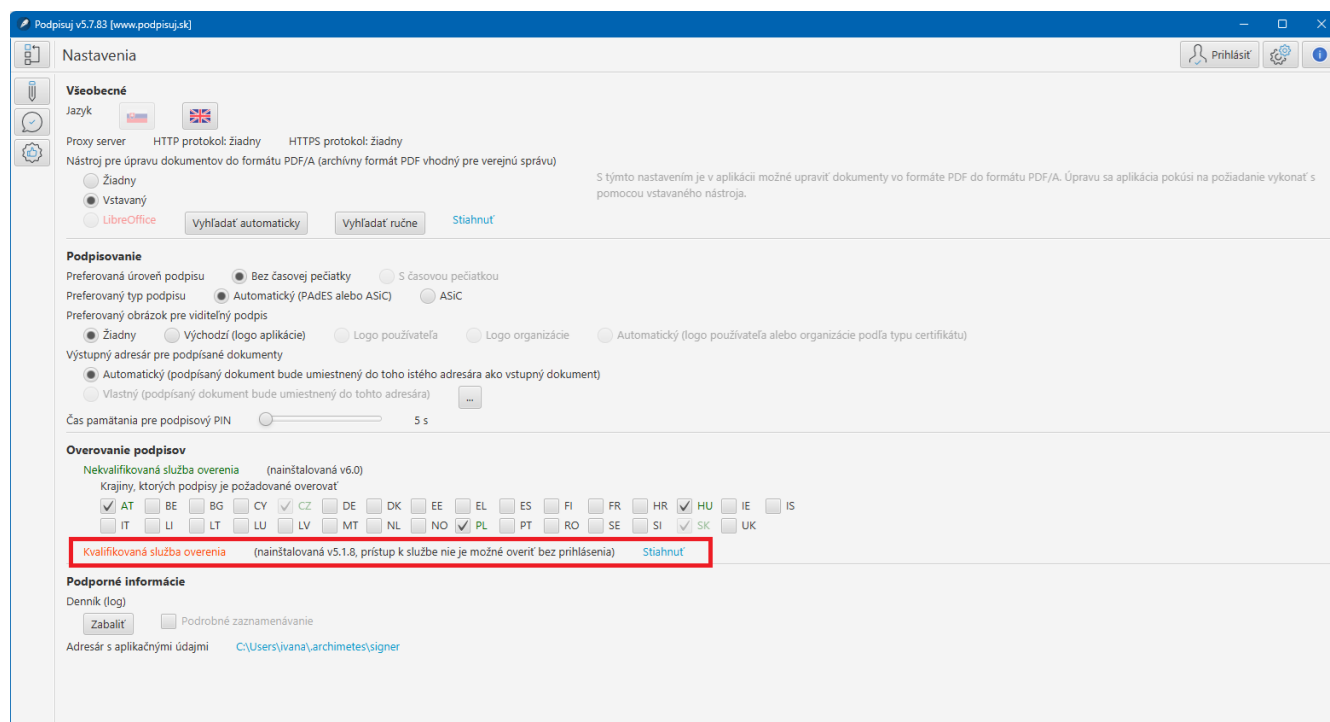 Podpisuj v5.7.83 [www.podpisuj.sk]
Nastavenia
Prihlásiť
Všeobecné
Jazyk
Proxy server HTTP protokol: žiadny HTTPS protokol: žiadny
Nástroj pre úpravu dokumentov do formátu PDF/A (archívny formát PDF vhodný pre verejnú správu)
Žiadny
Vstavaný
LibreOffice Vyhľadať automaticky Vyhľadať ručne Stiahnuť
S týmto nastavením je v aplikácii možné upraviť dokumenty vo formáte PDF do formátu PDF/A. Úpravu sa aplikácia pokúsi na požiadanie vykonať s
pomocou vstavaného nástroja.
Podpisovanie
Preferovaná úroveň podpisu Bez časovej pečiatky S časovou pečiatkou
Preferovaný typ podpisu Automatický (PAdES alebo ASiC) ASiC
Preferovaný obrázok pre viditeľný podpis
Žiadny Východzí (logo aplikácie) Logo používateľa Logo organizácie Automatický (logo používateľa alebo organizácie podľa typu certifikátu)
Výstupný adresár pre podpísané dokumenty
Automatický (podpísaný dokument bude umiestnený do toho istého adresára ako vstupný dokument)
Vlastný (podpísaný dokument bude umiestnený do tohto adresára) ...
Čas pamätania pre podpisový PIN 5 s
Overovanie podpisov
Nekvalifikovaná služba overenia (nainštalovaná v6.0)
Krajiny, ktorých podpisy je požadované overovať
AT BE BG CY CZ DE DK EE EL ES FI FR HR HU IE IS
IT LI LT LU LV MT NL NO PL PT RO SE SI SK UK
Kvalifikovaná služba overenia (nainštalovaná v5.1.8, prístup k službe nie je možné overiť bez prihlásenia) Stiahnuť
Podporné informácie
Denník (log)
Zabaliť Podrobné zaznamenávanie
Adresár s aplikačnými údajmi C:\Users\ivana\.archimetes\signer